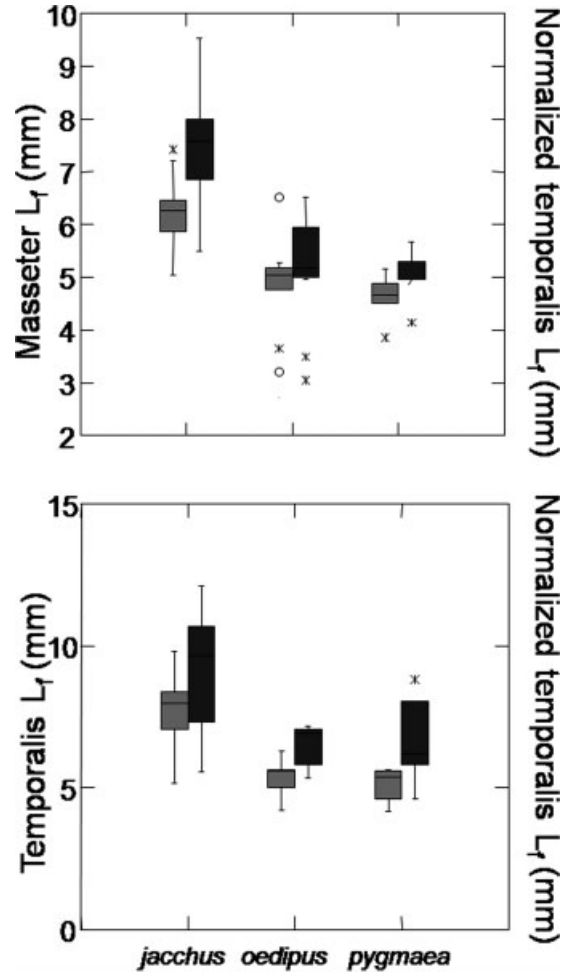 10
9
8
7
6
5
4
3
2
Masseter Lf (mm)
Normalized temporalis Lf (mm)
15
10
5
0
Temporalis Lf (mm)
Normalized temporalis Lf (mm)
jacchus oedipus pygmaea